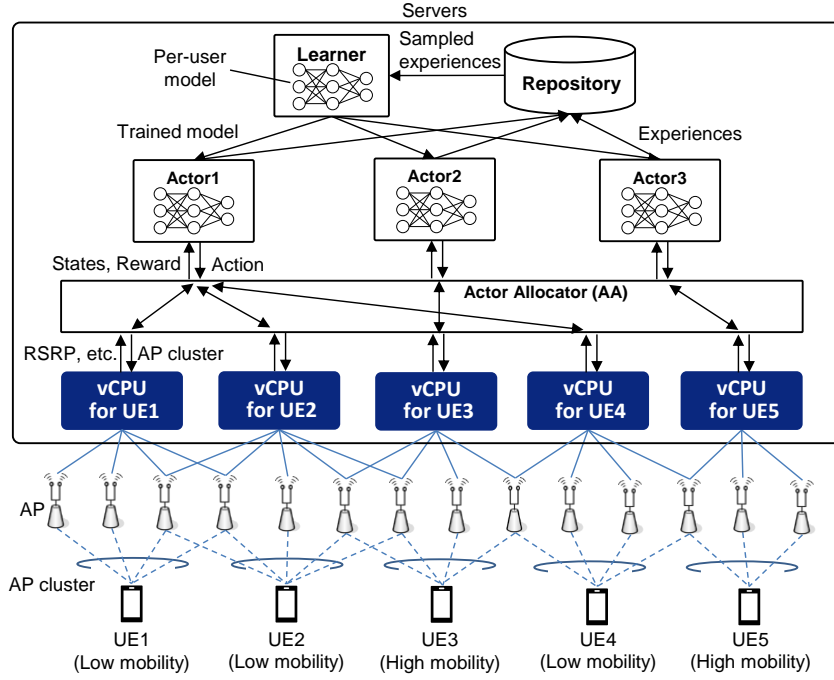 Servers
Learner
Per-user
model
Sampled
experiences
Repository
Trained model
Experiences
Actor1
Actor2
Actor3
States, Reward
Action
Actor Allocator (AA)
RSRP, etc.
AP cluster
vCPU
for UE1
vCPU
for UE2
vCPU
for UE3
vCPU
for UE4
vCPU
for UE5
AP
AP cluster
UE1
(Low mobility)
UE2
(Low mobility)
UE3
(High mobility)
UE4
(Low mobility)
UE5
(High mobility)